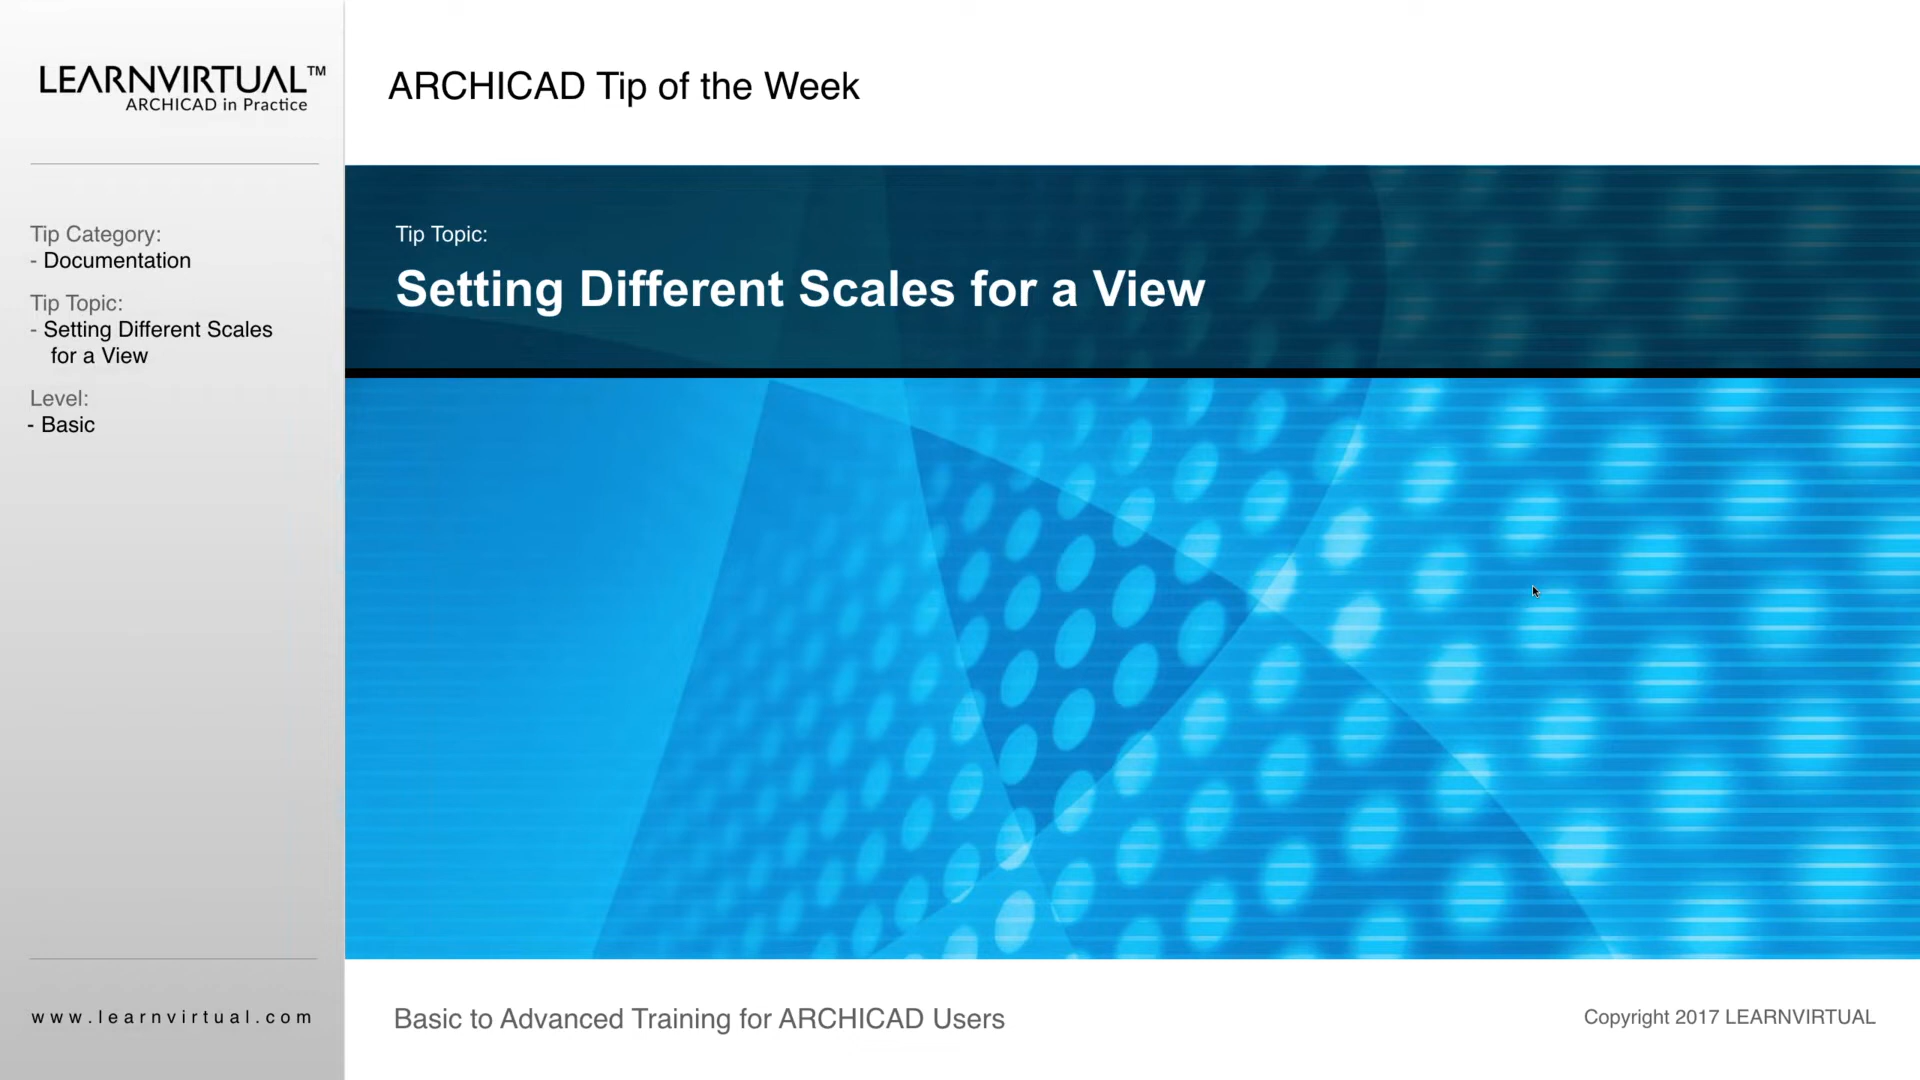 LEARNVIRTUAL™
ARCHICAD in Practice
ARCHICAD Tip of the Week
Tip Category:
- Documentation
Tip Topic:
- Setting Different Scales
for a View
Level:
- Basic
Tip Topic:
Setting Different Scales for a View
www.learnvirtual.com
Basic to Advanced Training for ARCHICAD Users
Copyright 2017 LEARNVIRTUAL